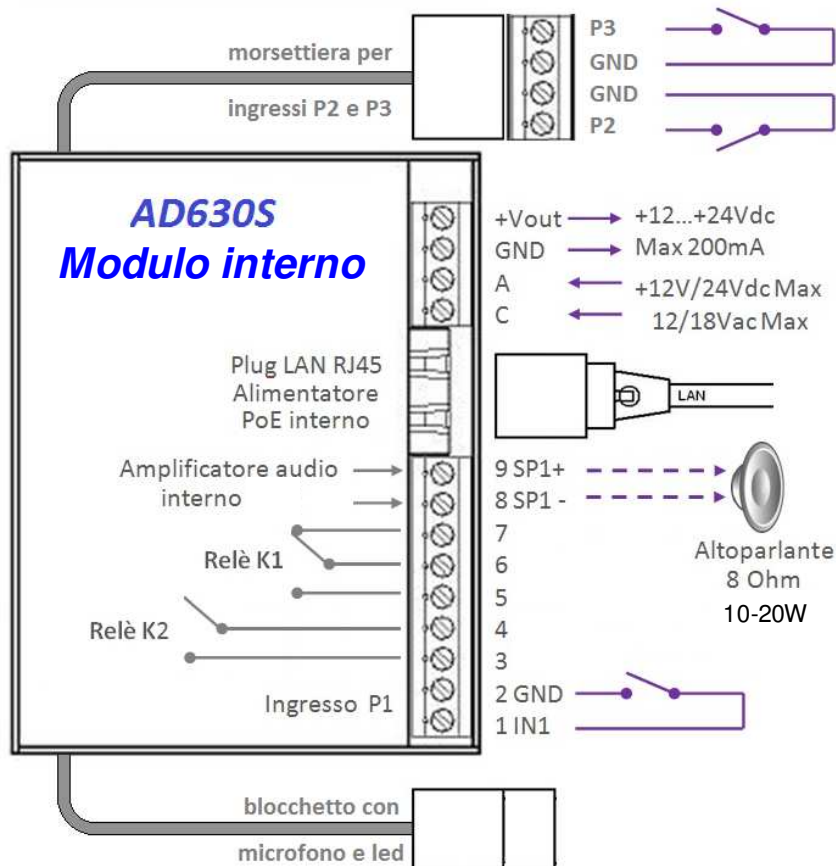 morsettiera per
ingressi P2 e P3
P3
GND
GND
P2
AD630S
Modulo interno
+Vout
+12...+24Vdc
GND
Max 200mA
A
+12V/24Vdc Max
C
12/18Vac Max
Plug LAN RJ45
Alimentatore
PoE interno
LAN
Amplificatore audio
interno
9 SP1+
8 SP1 -
7
Relè K1
6
5
Relè K2
4
3
Altoparlante
8 Ohm
10-20W
Ingresso P1
2 GND
1 IN1
blocchetto con
microfono e led